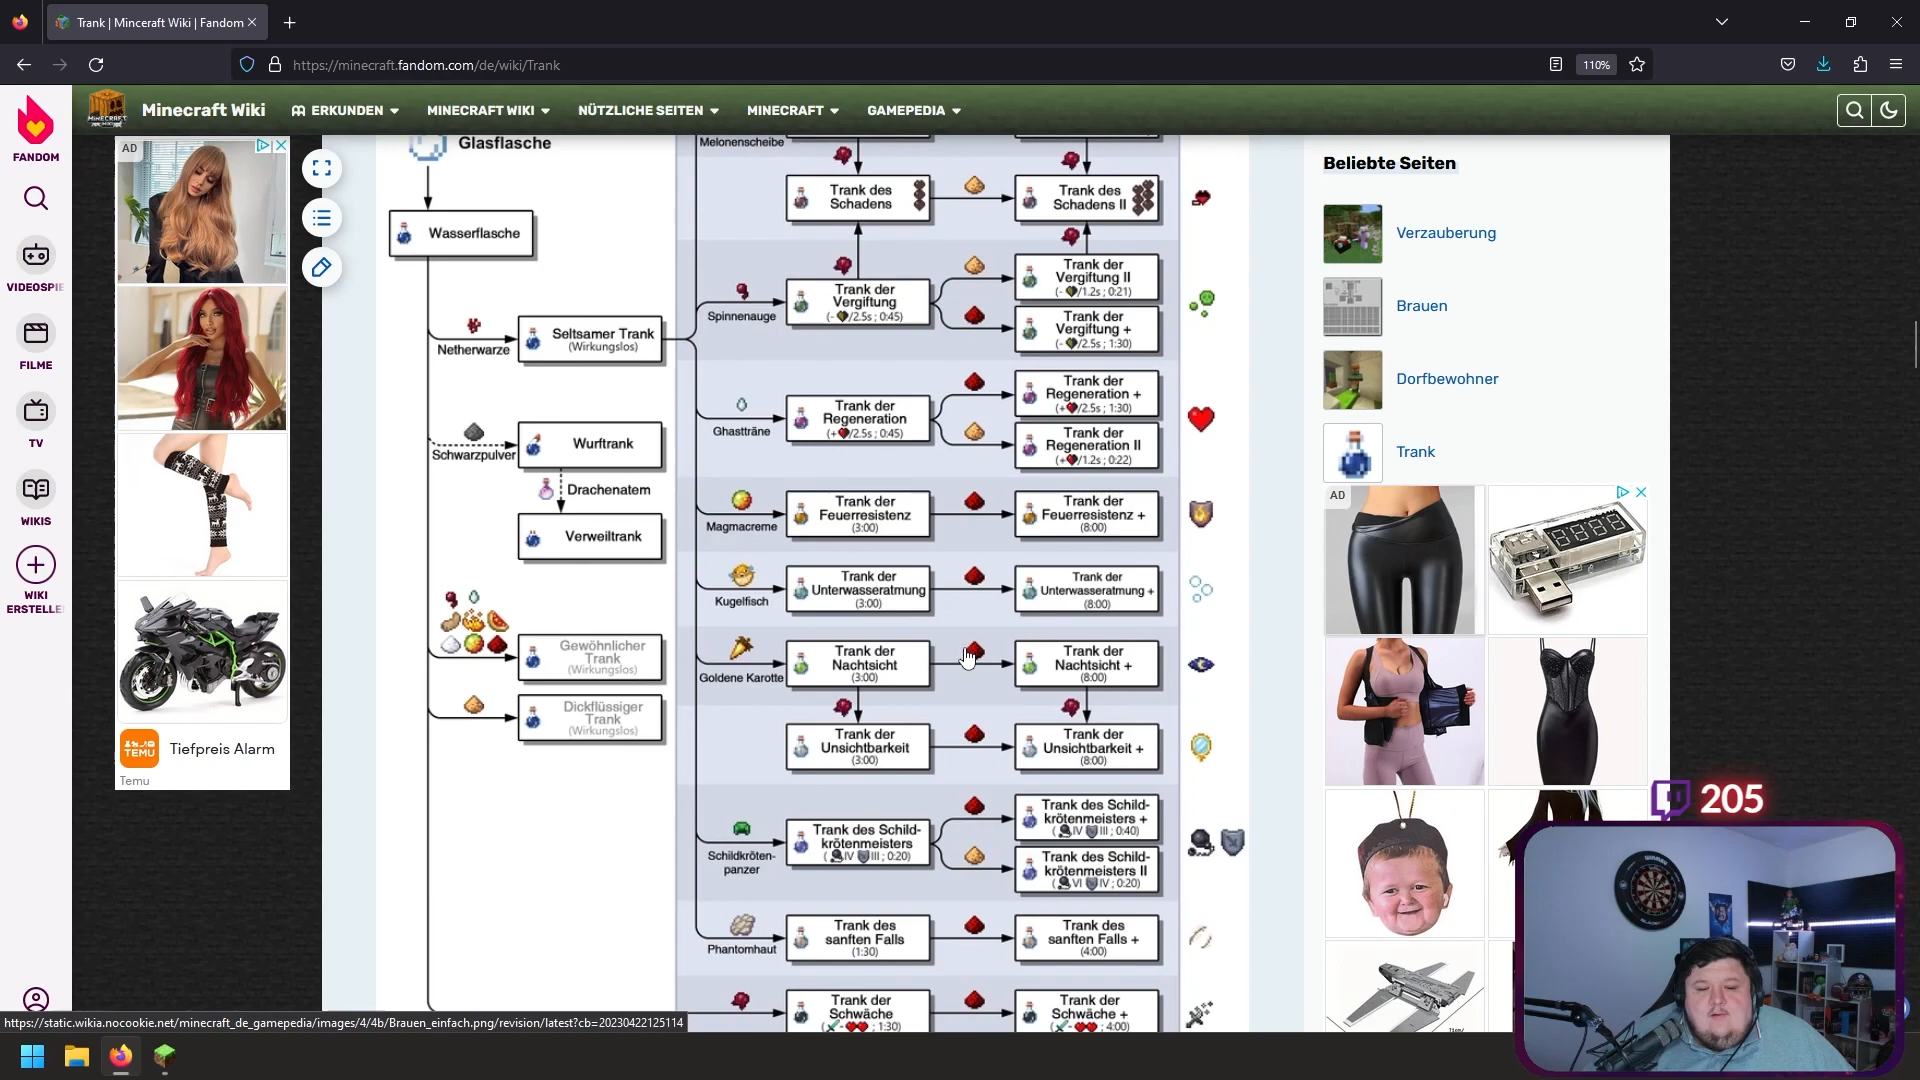 Trank | Minceraft Wiki | Fandom
https://minecraft.fandom.com/de/wiki/Trank
110%
FANDOM
VIDEOSPIE
FILME
TV
WIKIS
WIKI
ERSTELLE
Minecraft Wiki
ERKUNDEN
MINECRAFT WIKI
NÜTZLICHE SEITEN
MINECRAFT
GAMEPEDIA
AD
TEMU
Tiefpreis Alarm
Temu
Glasflasche
Wasserflasche
Netherwarze
Seltsamer Trank
(Wirkungslos)
Schwarzpulver
Wurftrank
Drachenatem
Verweiltrank
Gewöhnlicher
Trank
(Wirkungslos)
Dickflüssiger
Trank
(Wirkungslos)
Melonenscheibe
Trank des
Schadens
Trank des
Schadens II
Spinnenauge
Trank der
Vergiftung
(- /2.5s ; 0:45)
Trank der
Vergiftung II
(- /1.2s ; 0:21)
Trank der
Vergiftung +
(- /2.5s ; 1:30)
Ghastträne
Trank der
Regeneration
(+ /2.5s ; 0:45)
Trank der
Regeneration +
(+ /2.5s ; 1:30)
Trank der
Regeneration II
(+ /1.2s ; 0:22)
Magmacreme
Trank der
Feuerresistenz
(3:00)
Trank der
Feuerresistenz +
(8:00)
Kugelfisch
Trank der
Unterwasseratmung
(3:00)
Trank der
Unterwasseratmung +
(8:00)
Goldene Karotte
Trank der
Nachtsicht
(3:00)
Trank der
Nachtsicht +
(8:00)
Trank der
Unsichtbarkeit
(3:00)
Trank der
Unsichtbarkeit +
(8:00)
Schildkröten-
panzer
Trank des Schild-
krötenmeisters
( IV III ; 0:20)
Trank des Schild-
krötenmeisters +
( IV III ; 0:40)
Trank des Schild-
krötenmeisters II
( VI IV ; 0:20)
Phantomhaut
Trank des
sanften Falls
(1:30)
Trank des
sanften Falls +
(4:00)
Trank der
Schwäche
( - ; 1:30)
Trank der
Schwäche +
( - ; 4:00)
Beliebte Seiten
Verzauberung
Brauen
Dorfbewohner
Trank
AD
205
https://static.wikia.nocookie.net/minecraft_de_gamepedia/images/4/4b/Brauen_einfach.png/revision/latest?cb=20230422125114